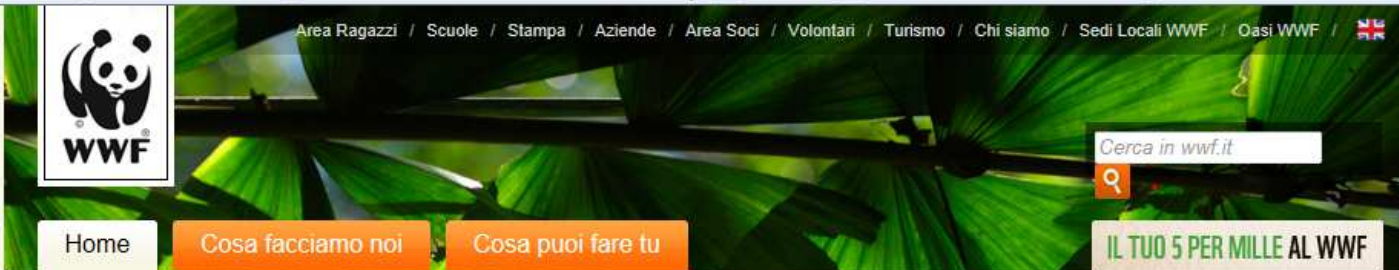 Area Ragazzi / Scuole / Stampa / Aziende / Area Soci / Volontari / Turismo / Chi siamo / Sedi Locali WWF / Oasi WWF /
© ®
WWF
Cerca in wwf.it
Home
Cosa facciamo noi
Cosa puoi fare tu
IL TUO 5 PER MILLE AL WWF